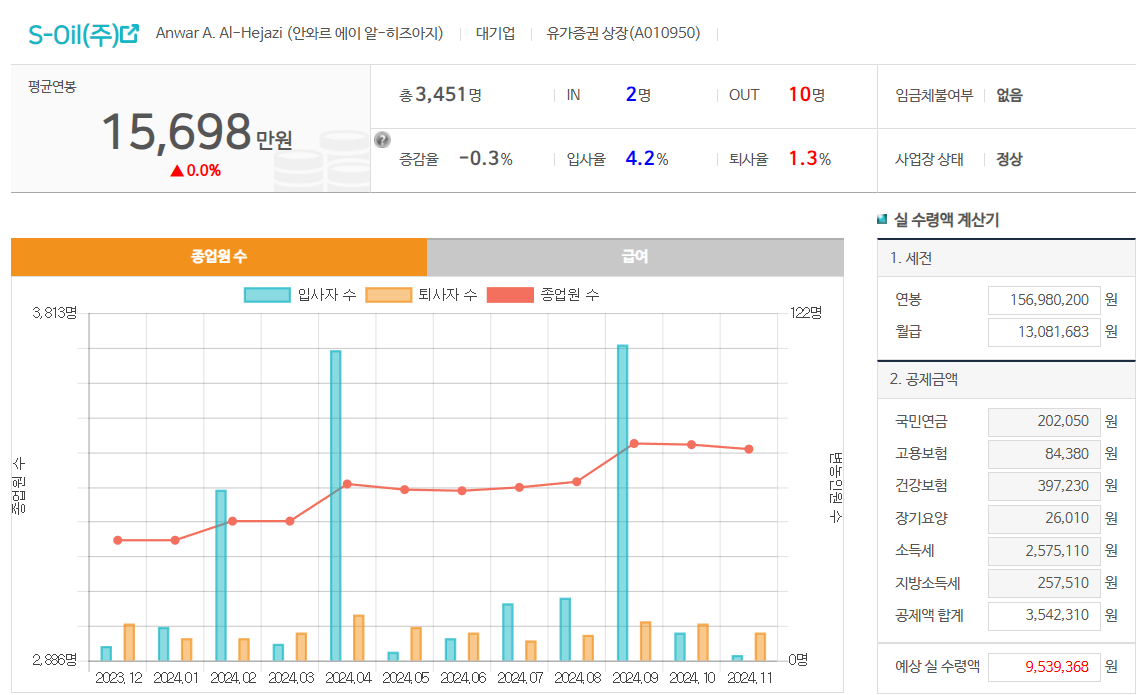 S-Oil(주) Anwar A. Al-Hejazi (안와르 에이 알-히즈아지) 대기업 유가증권 상장(A010950)
평균연봉
15,698만원
▲0.0%
총 3,451명 IN 2명 OUT 10명
증감율 -0.3% 입사율 4.2% 퇴사율 1.3%
임금체불여부 없음
사업장 상태 정상
종업원 수 급여
입사자 수 퇴사자 수 종업원 수
3,813명 122명
종업원 수
변동인원 수
2,886명 0명
2023.12 2024.01 2024.02 2024.03 2024.04 2024.05 2024.06 2024.07 2024.08 2024.09 2024.10 2024.11
실 수령액 계산기
1. 세전
연봉 156,980,200 원
월급 13,081,683 원
2. 공제금액
국민연금 202,050 원
고용보험 84,380 원
건강보험 397,230 원
장기요양 26,010 원
소득세 2,575,110 원
지방소득세 257,510 원
공제액 합계 3,542,310 원
예상 실 수령액 9,539,368 원